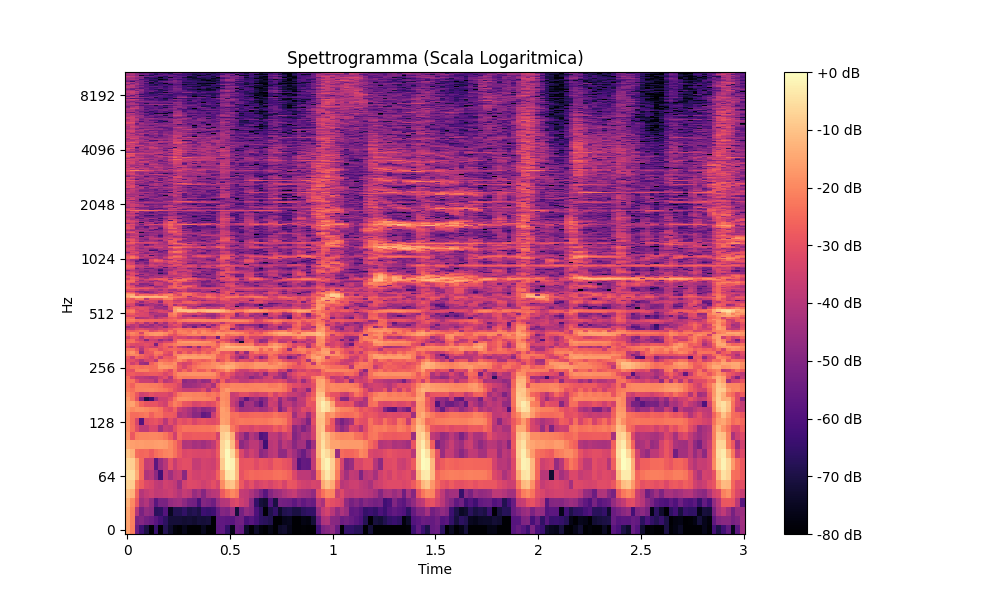 Spettrogramma (Scala Logaritmica)
Hz
8192
4096
2048
1024
512
256
128
64
0
0 0.5 1 1.5 2 2.5 3
Time
+0 dB
-10 dB
-20 dB
-30 dB
-40 dB
-50 dB
-60 dB
-70 dB
-80 dB